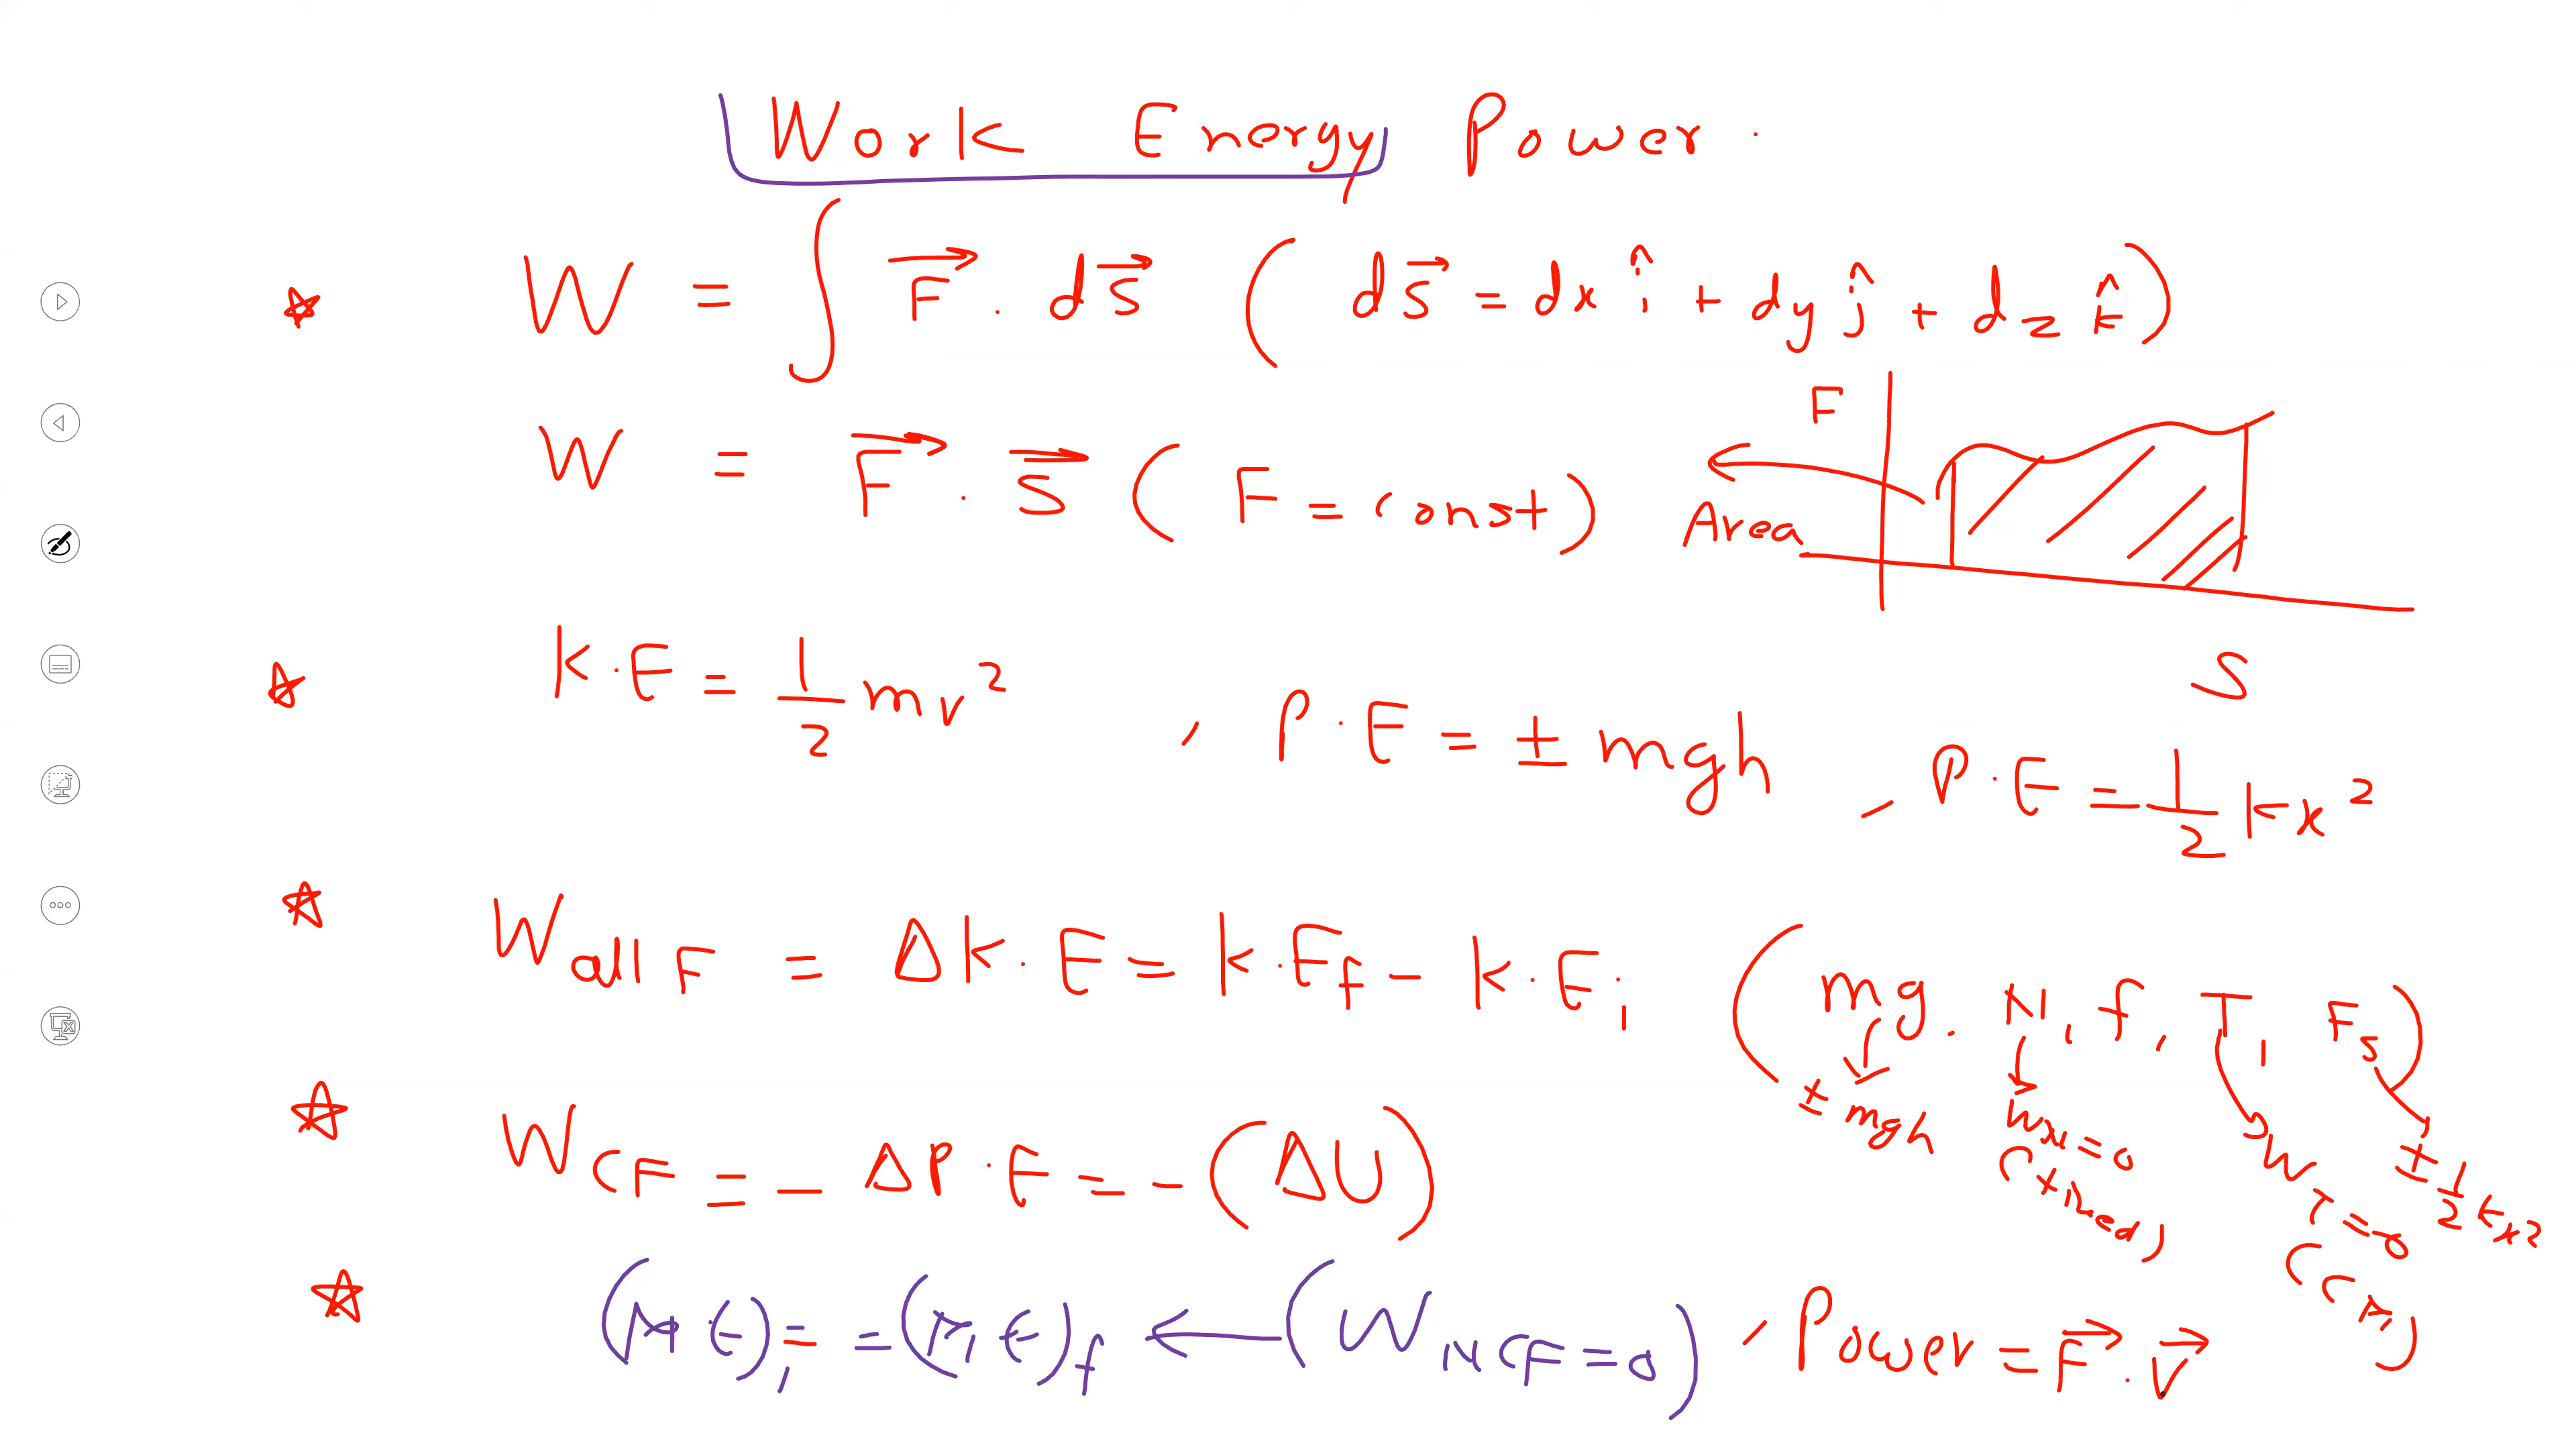 Work Energy Power .
W = ∫ F⃗ . ds⃗ ( ds⃗ = dx î + dy ĵ + dz k̂ )
F
W = F⃗ . s⃗ ( F = const )
Area
S
K.E = 1/2 mv² , P.E = ± mgh , P.E = 1/2 kx²
W all F = ΔK.E = K.E f - K.E i ( mg . N, f, T, Fs )
± mgh
W N = 0
W T = 0
± 1/2 kx²
W CF = - ΔP.E = - (ΔU)
(M.E) i = = (M.E) f ← (W NCF = 0) , Power = F⃗ . V⃗